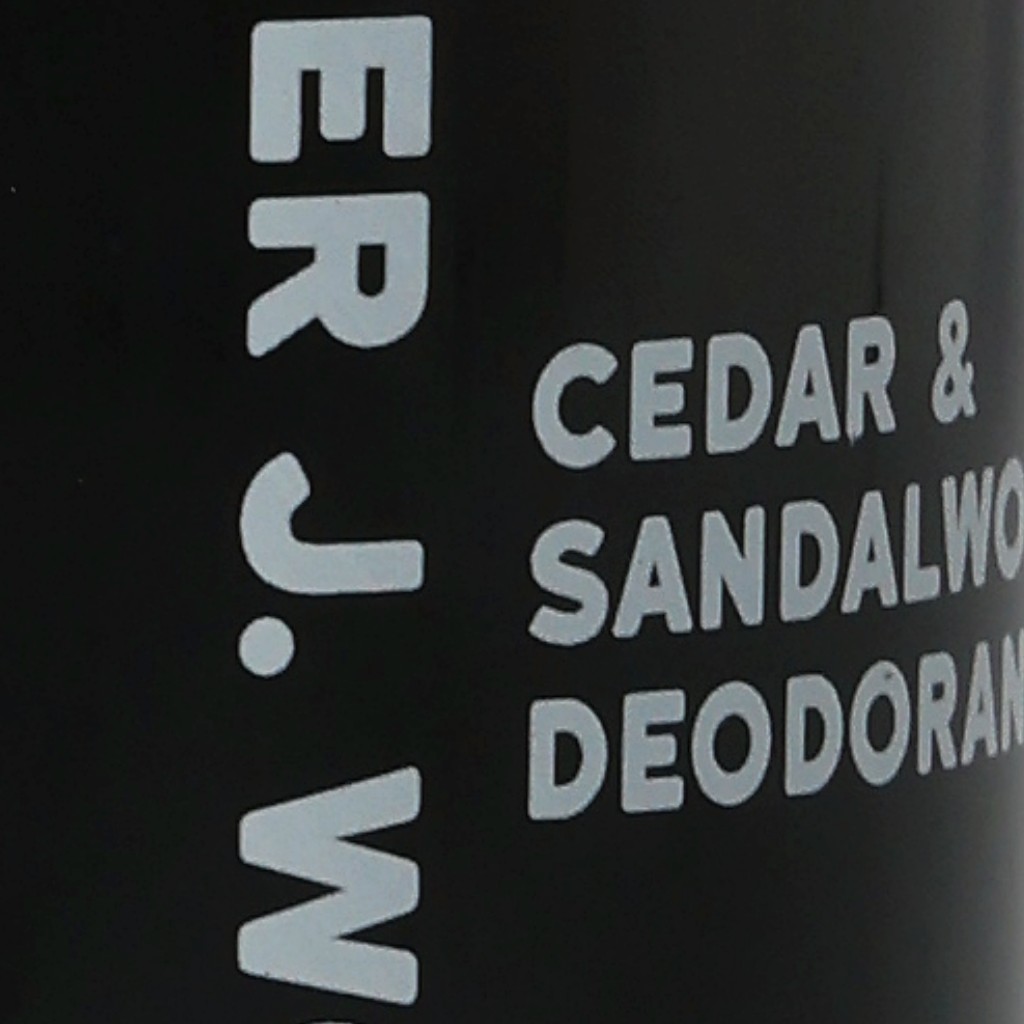 ER J. W
CEDAR &
SANDALWO
DEODORAN